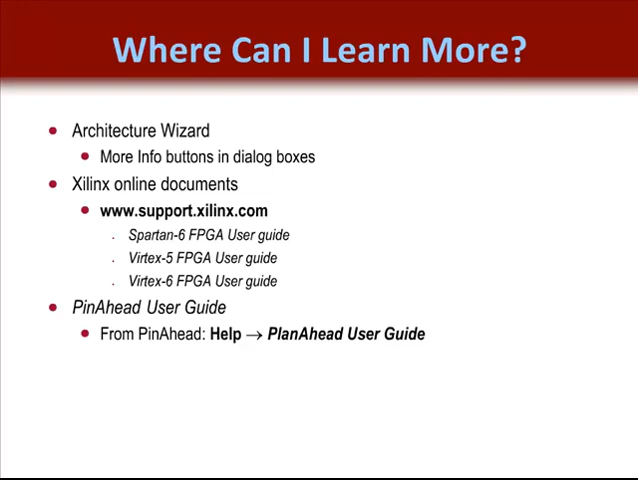 Where Can I Learn More?
• Architecture Wizard
• More Info buttons in dialog boxes
• Xilinx online documents
• www.support.xilinx.com
. Spartan-6 FPGA User guide
. Virtex-5 FPGA User guide
. Virtex-6 FPGA User guide
• PinAhead User Guide
• From PinAhead: Help → PlanAhead User Guide